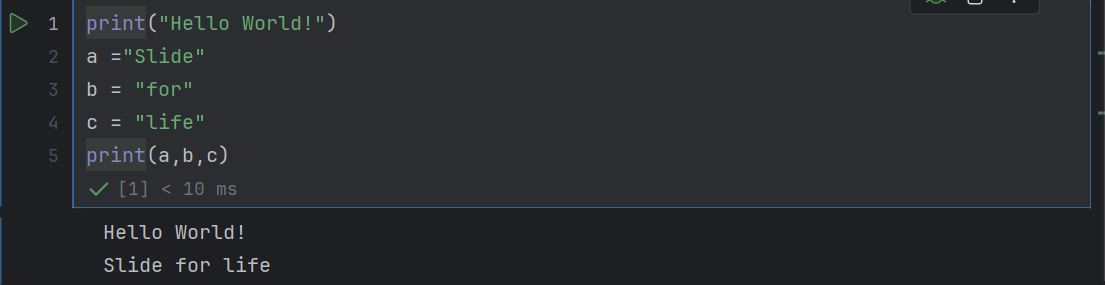 1 print("Hello World!")
2 a ="Slide"
3 b = "for"
4 c = "life"
5 print(a,b,c)
[1] < 10 ms
Hello World!
Slide for life